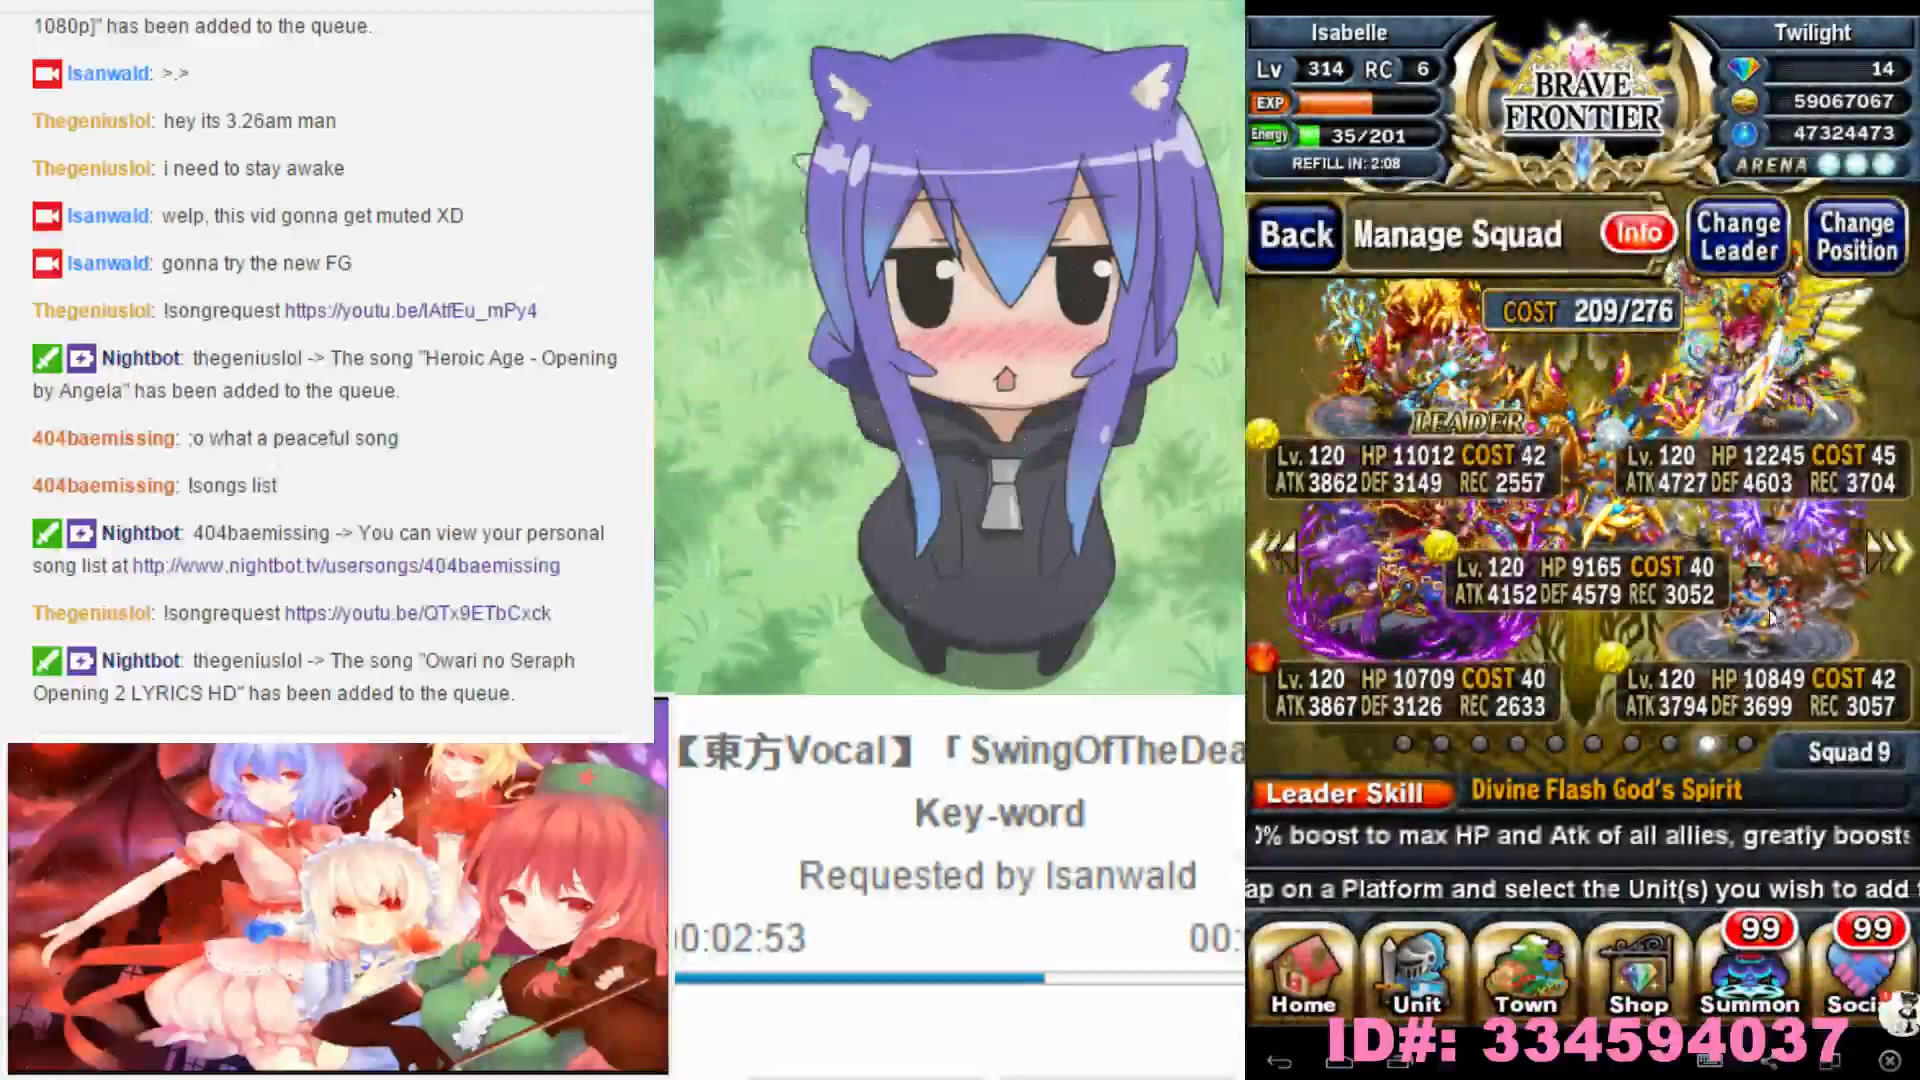 1080p]" has been added to the queue.
Isanwald: >.>
Thegeniuslol: hey its 3.26am man
Thegeniuslol: i need to stay awake
Isanwald: welp, this vid gonna get muted XD
Isanwald: gonna try the new FG
Thegeniuslol: !songrequest https://youtu.be/IAtfEu_mPy4
Nightbot: thegeniuslol -> The song "Heroic Age - Opening
by Angela" has been added to the queue.
404baemissing: ;o what a peaceful song
404baemissing: !songs list
Nightbot: 404baemissing -> You can view your personal
song list at http://www.nightbot.tv/usersongs/404baemissing
Thegeniuslol: !songrequest https://youtu.be/QTx9ETbCxck
Nightbot: thegeniuslol -> The song "Owari no Seraph
Opening 2 LYRICS HD" has been added to the queue.
【東方Vocal】「 SwingOfTheDea
Key-word
Requested by Isanwald
00:02:53
00:
Isabelle
Twilight
Lv 314 RC 6
BRAVE
FRONTIER
14
EXP
59067067
Energy 35/201
47324473
REFILL IN: 2:08
ARENA
Back
Manage Squad
Info
Change
Leader
Change
Position
COST 209/276
LEADER
Lv. 120 HP 11012 COST 42
ATK 3862 DEF 3149 REC 2557
Lv. 120 HP 12245 COST 45
ATK 4727 DEF 4603 REC 3704
Lv. 120 HP 9165 COST 40
ATK 4152 DEF 4579 REC 3052
Lv. 120 HP 10709 COST 40
ATK 3867 DEF 3126 REC 2633
Lv. 120 HP 10849 COST 42
ATK 3794 DEF 3699 REC 3057
Squad 9
Leader Skill
Divine Flash God's Spirit
% boost to max HP and Atk of all allies, greatly boosts
ap on a Platform and select the Unit(s) you wish to add
99
99
Home
Unit
Town
Shop
Summon
Soci
ID#: 334594037